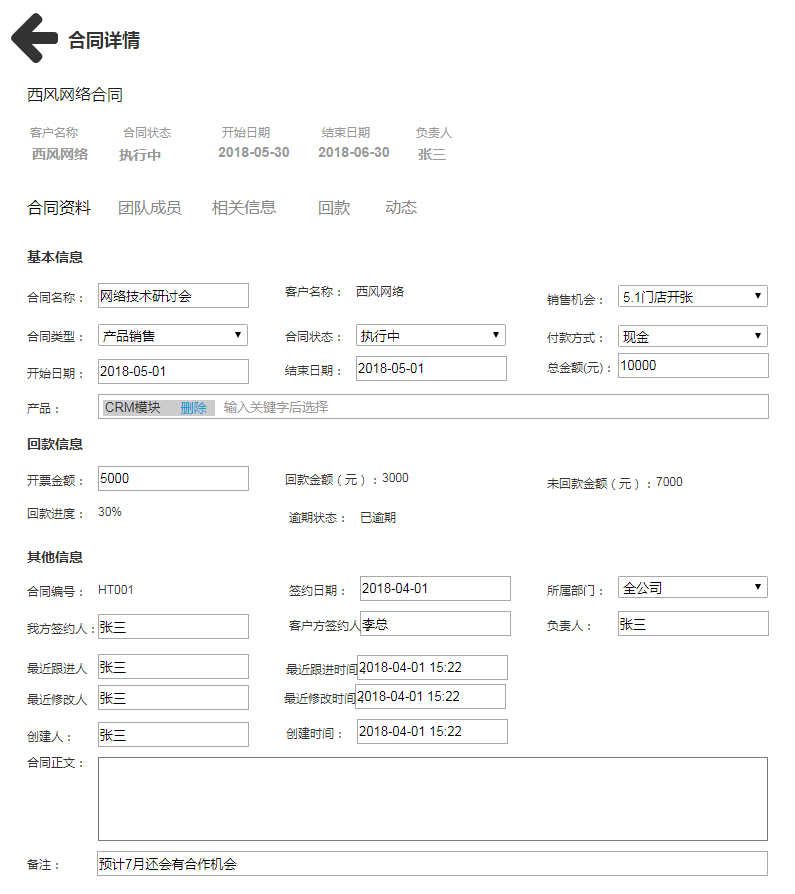 合同详情
西风网络合同
客户名称 合同状态 开始日期 结束日期 负责人
西风网络 执行中 2018-05-30 2018-06-30 张三
合同资料 团队成员 相关信息 回款 动态
基本信息
合同名称： 网络技术研讨会 客户名称： 西风网络 销售机会： 5.1门店开张
合同类型： 产品销售 合同状态： 执行中 付款方式： 现金
开始日期： 2018-05-01 结束日期： 2018-05-01 总金额(元)： 10000
产品： CRM模块 删除 输入关键字后选择
回款信息
开票金额： 5000 回款金额（元）：3000 未回款金额（元）：7000
回款进度： 30% 逾期状态： 已逾期
其他信息
合同编号： HT001 签约日期： 2018-04-01 所属部门： 全公司
我方签约人： 张三 客户方签约人 李总 负责人： 张三
最近跟进人 张三 最近跟进时间 2018-04-01 15:22
最近修改人 张三 最近修改时间 2018-04-01 15:22
创建人： 张三 创建时间： 2018-04-01 15:22
合同正文：
备注： 预计7月还会有合作机会